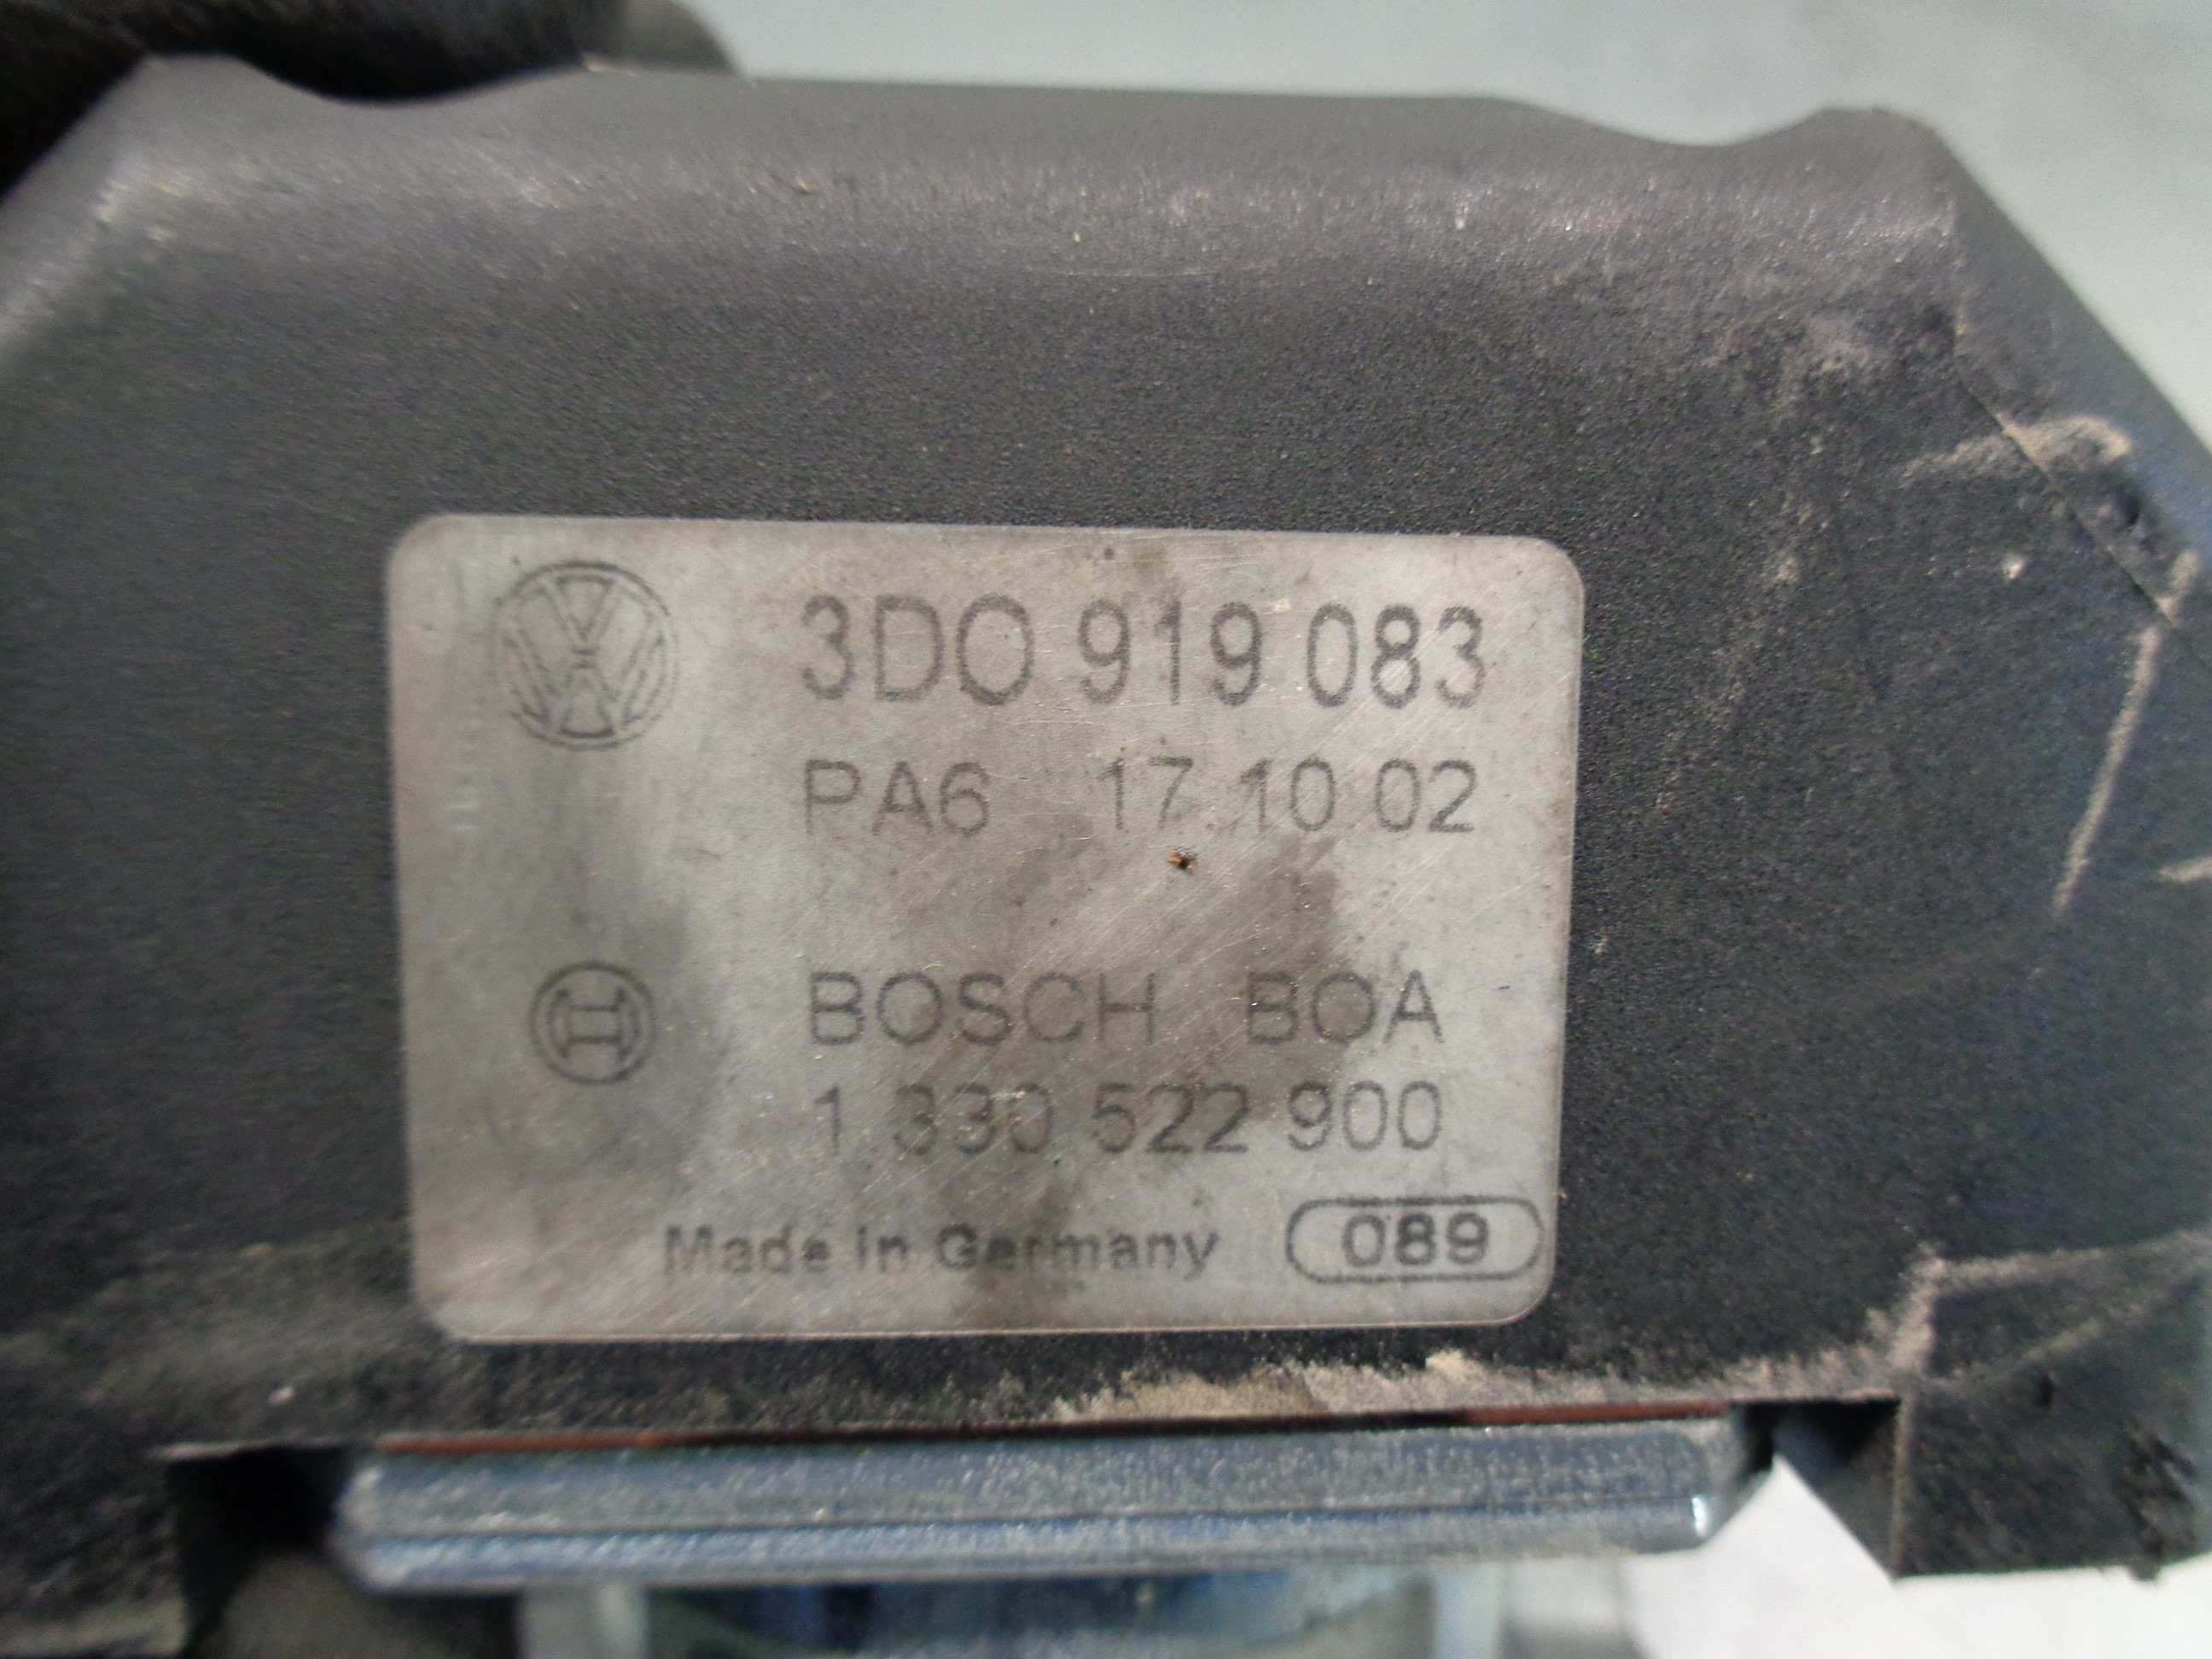 3D0 919 083
PA6 17.10 02
BOSCH BOA
1 330 522 900
Made in Germany 089